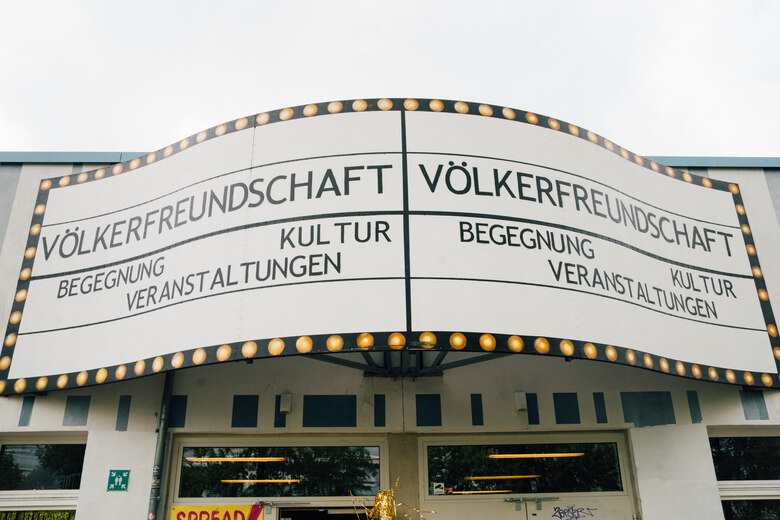 VÖLKERFREUNDSCHAFT
BEGEGNUNG KULTUR
VERANSTALTUNGEN
VÖLKERFREUNDSCHAFT
BEGEGNUNG KULTUR
VERANSTALTUNGEN
SPREAD